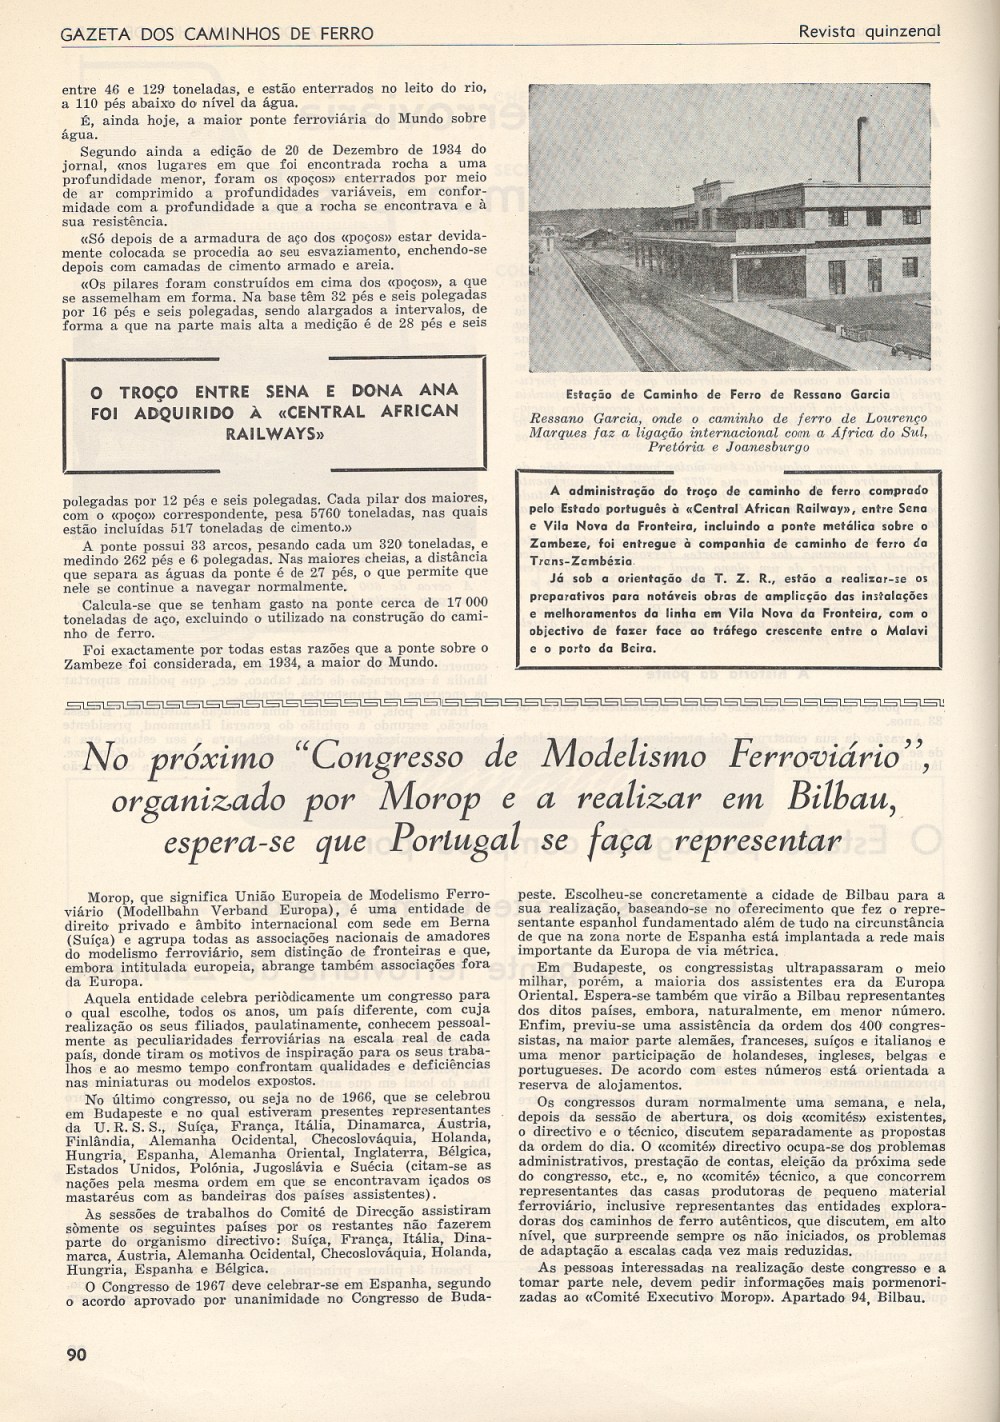 GAZETA DOS CAMINHOS DE FERRO
Revista quinzenal
entre 46 e 129 toneladas, e estão enterrados no leito do rio,
a 110 pés abaixo do nível da água.
É, ainda hoje, a maior ponte ferroviária do Mundo sobre
água.
Segundo ainda a edição de 20 de Dezembro de 1934 do
jornal, «nos lugares em que foi encontrada rocha a uma
profundidade menor, foram os «poços» enterrados por meio
de ar comprimido a profundidades variáveis, em confor-
midade com a profundidade a que a rocha se encontrava e à
sua resistência.
«Só depois de a armadura de aço dos «poços» estar devida-
mente colocada se procedia ao seu esvaziamento, enchendo-se
depois com camadas de cimento armado e areia.
«Os pilares foram construídos em cima dos «poços», a que
se assemelham em forma. Na base têm 32 pés e seis polegadas
por 16 pés e seis polegadas, sendo alargados a intervalos, de
forma a que na parte mais alta a medição é de 28 pés e seis
O TROÇO ENTRE SENA E DONA ANA
FOI ADQUIRIDO À «CENTRAL AFRICAN
RAILWAYS»
polegadas por 12 pés e seis polegadas. Cada pilar dos maiores,
com o «poço» correspondente, pesa 5760 toneladas, nas quais
estão incluídas 517 toneladas de cimento.»
A ponte possui 33 arcos, pesando cada um 320 toneladas, e
medindo 262 pés e 6 polegadas. Nas maiores cheias, a distância
que separa as águas da ponte é de 27 pés, o que permite que
nele se continue a navegar normalmente.
Calcula-se que se tenham gasto na ponte cerca de 17 000
toneladas de aço, excluindo o utilizado na construção do cami-
nho de ferro.
Foi exactamente por todas estas razões que a ponte sobre o
Zambeze foi considerada, em 1934, a maior do Mundo.
Estação de Caminho de Ferro de Ressano Garcia
Ressano Garcia, onde o caminho de ferro de Lourenço
Marques faz a ligação internacional com a África do Sul,
Pretória e Joanesburgo
A administração do troço de caminho de ferro comprado
pelo Estado português à «Central African Railway», entre Sena
e Vila Nova da Fronteira, incluindo a ponte metálica sobre o
Zambeze, foi entregue à companhia de caminho de ferro da
Trans-Zambézia
Já sob a orientação da T. Z. R., estão a realizar-se os
preparativos para notáveis obras de ampliação das instalações
e melhoramentos da linha em Vila Nova da Fronteira, com o
objectivo de fazer face ao tráfego crescente entre o Malavi
e o porto da Beira.
No próximo “Congresso de Modelismo Ferroviário”,
organizado por Morop e a realizar em Bilbau,
espera-se que Portugal se faça representar
Morop, que significa União Europeia de Modelismo Ferro-
viário (Modellbahn Verband Europa), é uma entidade de
direito privado e âmbito internacional com sede em Berna
(Suíça) e agrupa todas as associações nacionais de amadores
do modelismo ferroviário, sem distinção de fronteiras e que,
embora intitulada europeia, abrange também associações fora
da Europa.
Aquela entidade celebra periòdicamente um congresso para
o qual escolhe, todos os anos, um país diferente, com cuja
realização os seus filiados, paulatinamente, conhecem pessoal-
mente as peculiaridades ferroviárias na escala real de cada
país, donde tiram os motivos de inspiração para os seus traba-
lhos e ao mesmo tempo confrontam qualidades e deficiências
nas miniaturas ou modelos expostos.
No último congresso, ou seja no de 1966, que se celebrou
em Budapeste e no qual estiveram presentes representantes
da U. R. S. S., Suíça, França, Itália, Dinamarca, Áustria,
Finlândia, Alemanha Ocidental, Checoslováquia, Holanda,
Hungria, Espanha, Alemanha Oriental, Inglaterra, Bélgica,
Estados Unidos, Polónia, Jugoslávia e Suécia (citam-se as
nações pela mesma ordem em que se encontravam içados os
mastaréus com as bandeiras dos países assistentes).
Às sessões de trabalhos do Comité de Direcção assistiram
sòmente os seguintes países por os restantes não fazerem
parte do organismo directivo: Suíça, França, Itália, Dina-
marca, Áustria, Alemanha Ocidental, Checoslováquia, Holanda,
Hungria, Espanha e Bélgica.
O Congresso de 1967 deve celebrar-se em Espanha, segundo
o acordo aprovado por unanimidade no Congresso de Buda-
peste. Escolheu-se concretamente a cidade de Bilbau para a
sua realização, baseando-se no oferecimento que fez o repre-
sentante espanhol fundamentado além de tudo na circunstância
de que na zona norte de Espanha está implantada a rede mais
importante da Europa de via métrica.
Em Budapeste, os congressistas ultrapassaram o meio
milhar, porém, a maioria dos assistentes era da Europa
Oriental. Espera-se também que virão a Bilbau representantes
dos ditos países, embora, naturalmente, em menor número.
Enfim, previu-se uma assistência da ordem dos 400 congres-
sistas, na maior parte alemães, franceses, suíços e italianos e
uma menor participação de holandeses, ingleses, belgas e
portugueses. De acordo com estes números está orientada a
reserva de alojamentos.
Os congressos duram normalmente uma semana, e nela,
depois da sessão de abertura, os dois «comités» existentes,
o directivo e o técnico, discutem separadamente as propostas
da ordem do dia. O «comité» directivo ocupa-se dos problemas
administrativos, prestação de contas, eleição da próxima sede
do congresso, etc., e, no «comité» técnico, a que concorrem
representantes das casas produtoras de pequeno material
ferroviário, inclusive representantes das entidades explora-
doras dos caminhos de ferro autênticos, que discutem, em alto
nível, que surpreende sempre os não iniciados, os problemas
de adaptação a escalas cada vez mais reduzidas.
As pessoas interessadas na realização deste congresso e a
tomar parte nele, devem pedir informações mais pormenori-
zadas ao «Comité Executivo Morop». Apartado 94, Bilbau.
90